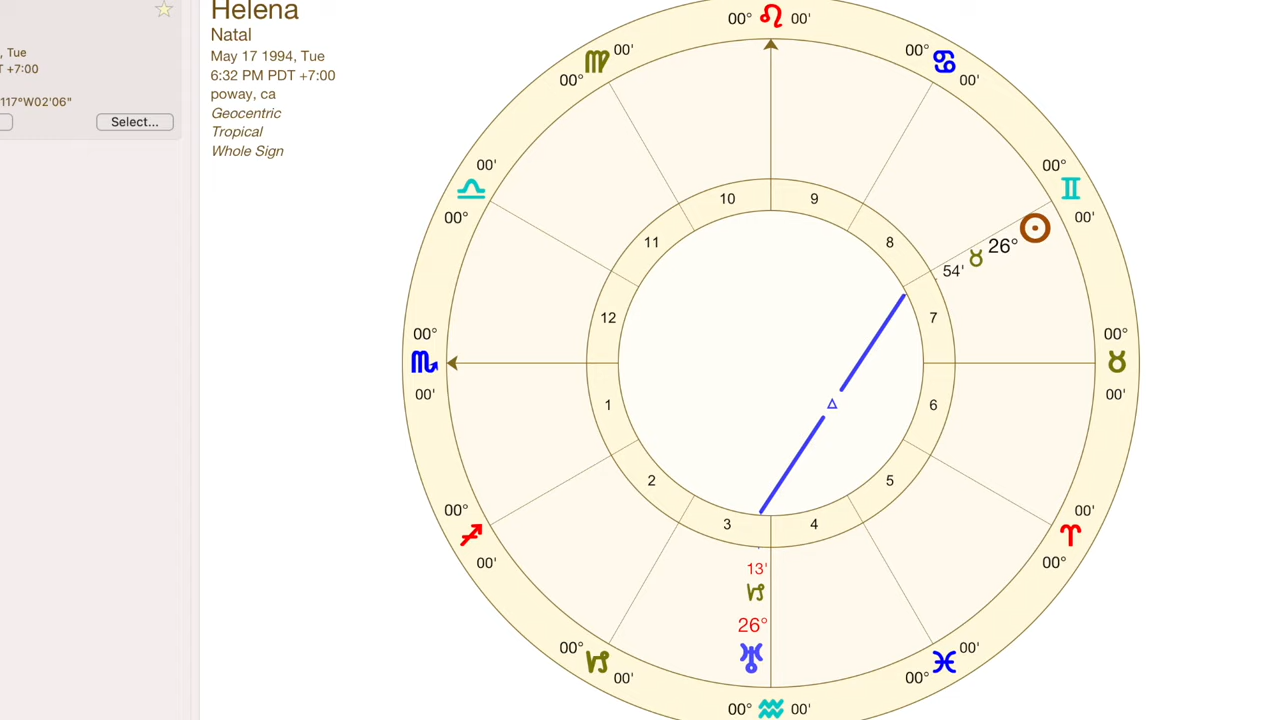 Helena
Natal
, Tue
May 17 1994, Tue
T +7:00
6:32 PM PDT +7:00
poway, ca
117°W02'06"
Geocentric
Select...
Tropical
Whole Sign
00° ♌ 00'
00' ♍ 00°
00° ♋ 00'
00' ♎ 00°
00° ♊ 00'
00° ♏ 00'
00° ♉ 00'
00° ♐ 00'
00' ♈ 00°
00° ♑ 00'
00' ♓ 00°
00° ♒ 00'
☉ 26° ♉ 54'
10
9
11
8
12
7
1
6
2
5
3
4
13'
♑
26°
♅